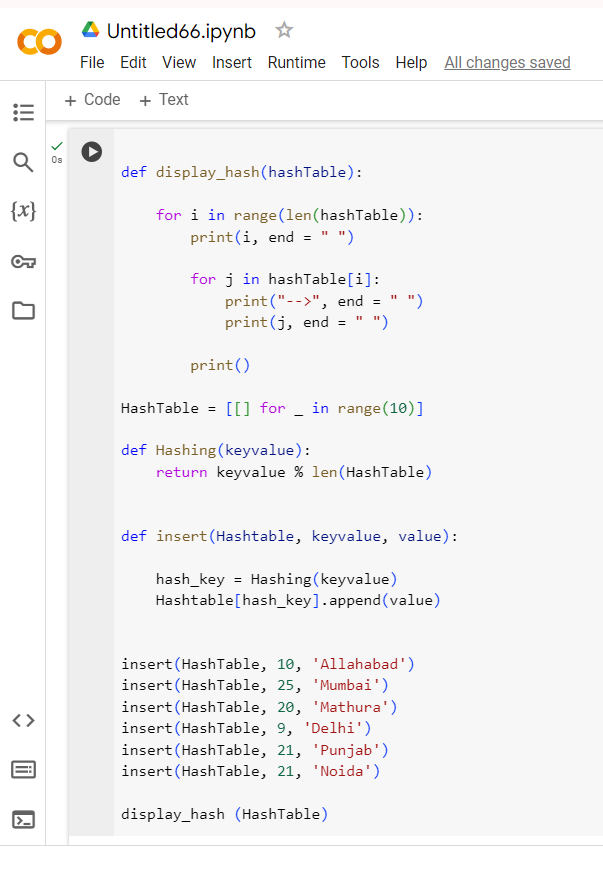 Untitled66.ipynb
File Edit View Insert Runtime Tools Help All changes saved
+ Code + Text
0s
def display_hash(hashTable):
    for i in range(len(hashTable)):
        print(i, end = " ")
        for j in hashTable[i]:
            print("-->", end = " ")
            print(j, end = " ")
        print()
HashTable = [[] for _ in range(10)]
def Hashing(keyvalue):
    return keyvalue % len(HashTable)
def insert(Hashtable, keyvalue, value):
    hash_key = Hashing(keyvalue)
    Hashtable[hash_key].append(value)
insert(HashTable, 10, 'Allahabad')
insert(HashTable, 25, 'Mumbai')
insert(HashTable, 20, 'Mathura')
insert(HashTable, 9, 'Delhi')
insert(HashTable, 21, 'Punjab')
insert(HashTable, 21, 'Noida')
display_hash (HashTable)